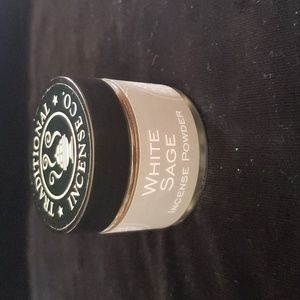 TRADITIONAL
INCENSE CO.
WHITE
SAGE
INCENSE POWDER